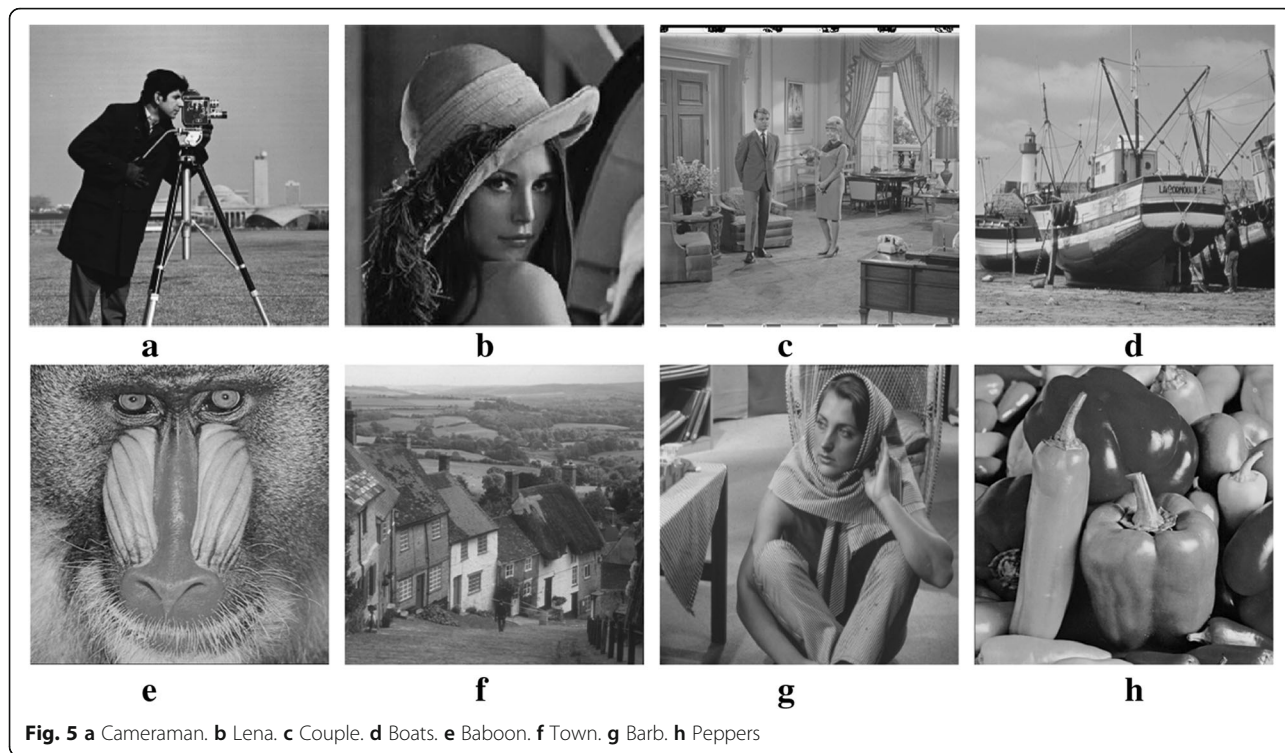 a b c d
e f g h
Fig. 5 a Cameraman. b Lena. c Couple. d Boats. e Baboon. f Town. g Barb. h Peppers